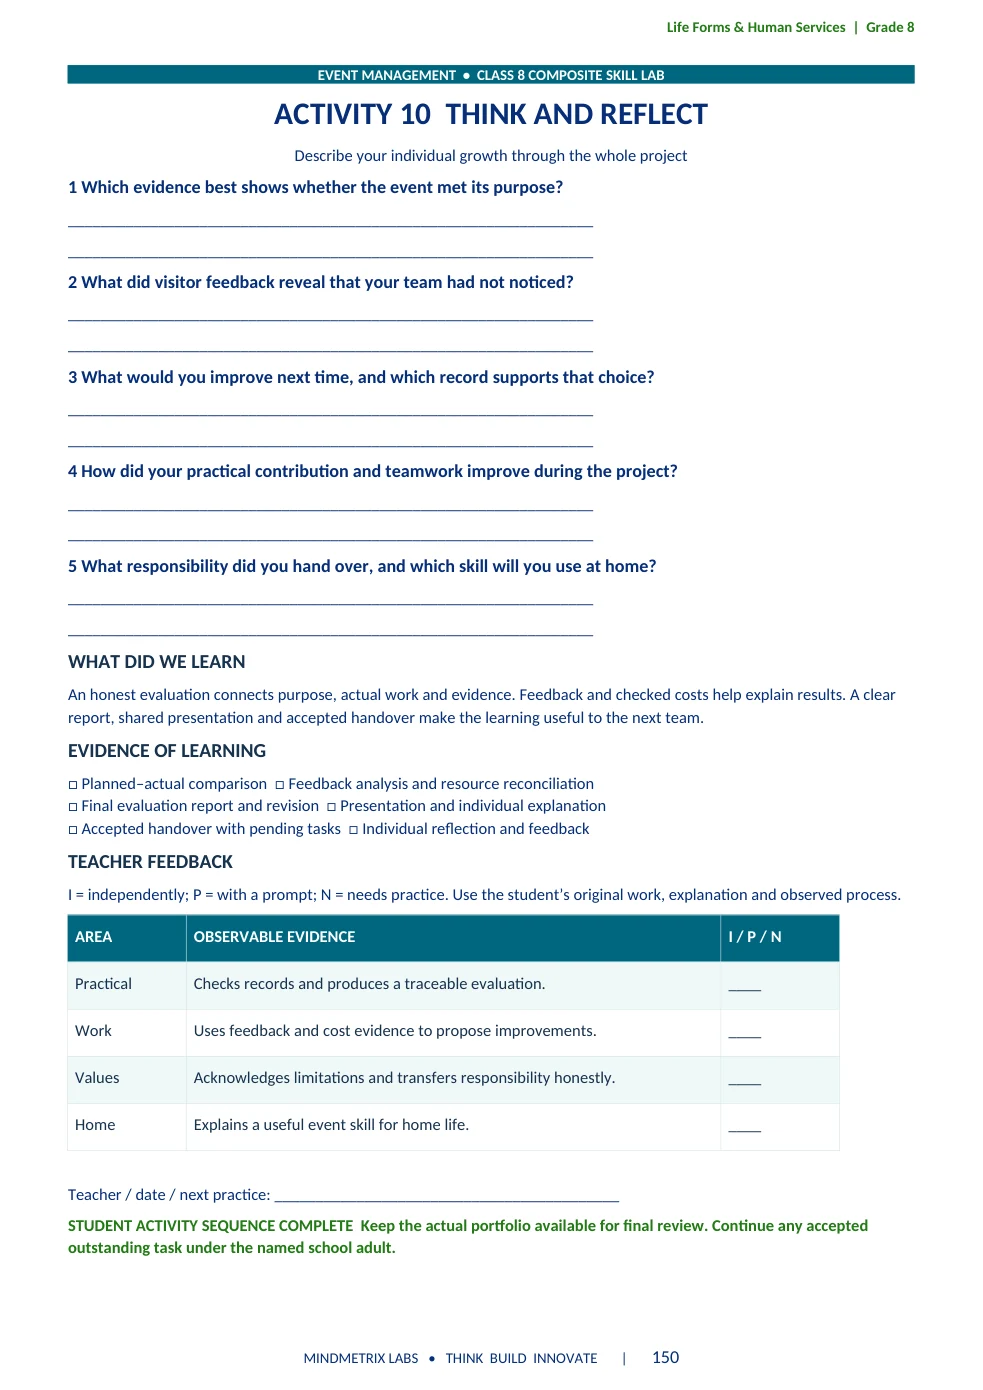 Life Forms & Human Services | Grade 8
EVENT MANAGEMENT ● CLASS 8 COMPOSITE SKILL LAB
ACTIVITY 10 THINK AND REFLECT
Describe your individual growth through the whole project
1 Which evidence best shows whether the event met its purpose?
2 What did visitor feedback reveal that your team had not noticed?
3 What would you improve next time, and which record supports that choice?
4 How did your practical contribution and teamwork improve during the project?
5 What responsibility did you hand over, and which skill will you use at home?
WHAT DID WE LEARN
An honest evaluation connects purpose, actual work and evidence. Feedback and checked costs help explain results. A clear
report, shared presentation and accepted handover make the learning useful to the next team.
EVIDENCE OF LEARNING
□ Planned–actual comparison □ Feedback analysis and resource reconciliation
□ Final evaluation report and revision □ Presentation and individual explanation
□ Accepted handover with pending tasks □ Individual reflection and feedback
TEACHER FEEDBACK
I = independently; P = with a prompt; N = needs practice. Use the student’s original work, explanation and observed process.
AREA OBSERVABLE EVIDENCE I / P / N
Practical Checks records and produces a traceable evaluation. ____
Work Uses feedback and cost evidence to propose improvements. ____
Values Acknowledges limitations and transfers responsibility honestly. ____
Home Explains a useful event skill for home life. ____
Teacher / date / next practice: ____
STUDENT ACTIVITY SEQUENCE COMPLETE Keep the actual portfolio available for final review. Continue any accepted
outstanding task under the named school adult.
MINDMETRIX LABS ● THINK BUILD INNOVATE | 150